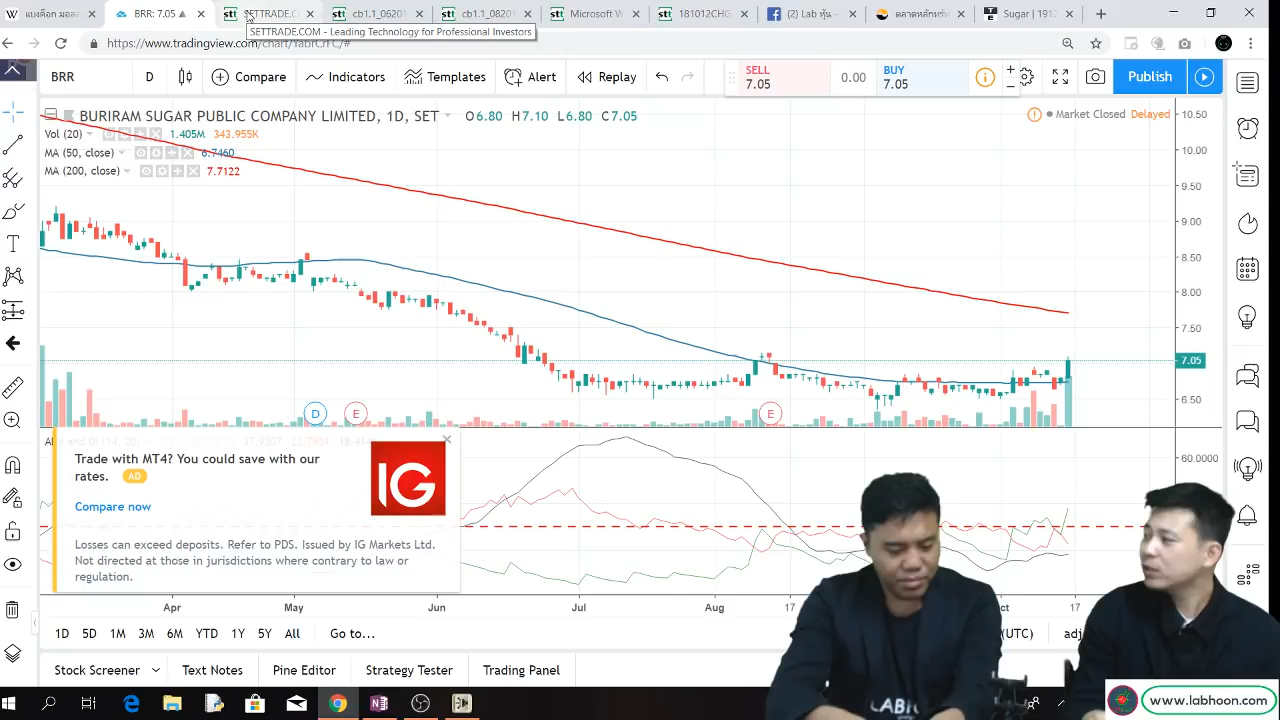 BRR: 7.05
SETTRADE.C
cb1.1_06201
cb1.1_08201
Microsoft W
181012CHG
(2) Lab หุ้น -
Sugar | 1912
SETTRADE.COM - Leading Technology for Professional Investors
BRR
D
Compare
Indicators
Templates
Alert
Replay
SELL
7.05
0.00
BUY
7.05
Publish
BURIRAM SUGAR PUBLIC COMPANY LIMITED, 1D, SET
O6.80 H7.10 L6.80 C7.05
Market Closed Delayed
Vol (20)
1.405M 343.955K
MA (50, close)
6.7460
MA (200, close)
7.7122
10.50
10.00
9.50
9.00
8.50
8.00
7.50
7.05
6.50
60.0000
D
E
E
Trade with MT4? You could save with our
rates. AD
Compare now
IG
Losses can exceed deposits. Refer to PDS. Issued by IG Markets Ltd.
Not directed at those in jurisdictions where contrary to law or
regulation.
Apr
May
Jun
Jul
Aug
17
17
1D 5D 1M 3M 6M YTD 1Y 5Y All Go to...
(UTC)
adj
Stock Screener
Text Notes
Pine Editor
Strategy Tester
Trading Panel
www.labhoon.com